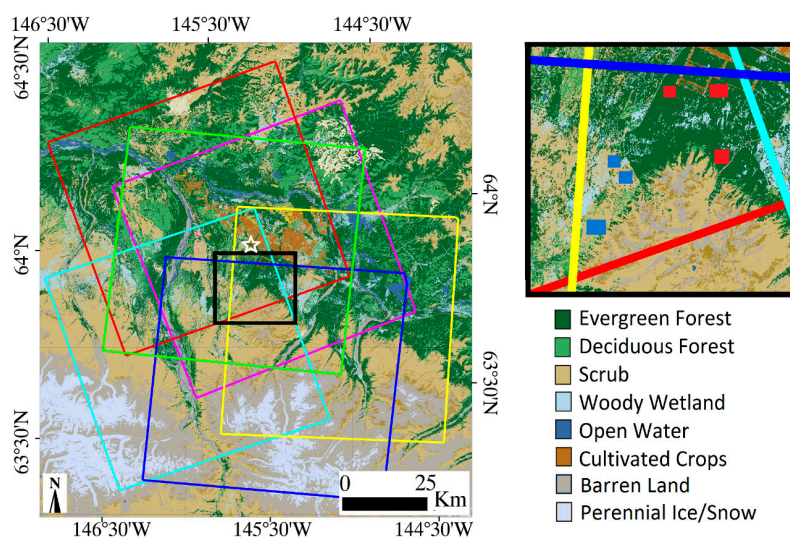 146°30'W
145°30'W
144°30'W
64°30'N
64°N
64°N
63°30'N
63°30'N
N
0
25
Km
146°30'W
145°30'W
144°30'W
Evergreen Forest
Deciduous Forest
Scrub
Woody Wetland
Open Water
Cultivated Crops
Barren Land
Perennial Ice/Snow